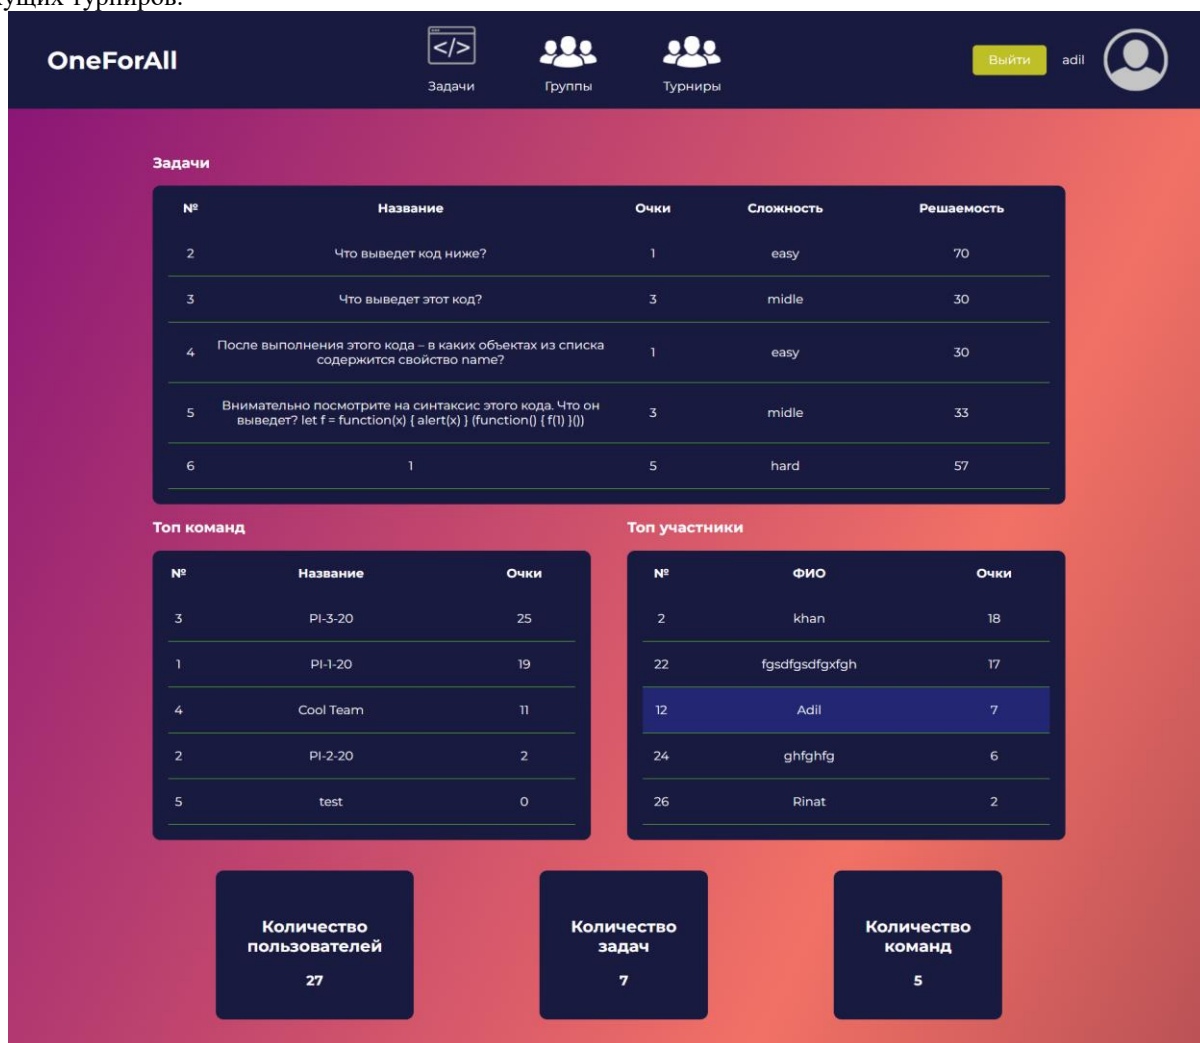 турниров.
OneForAll
</>
Задачи
Группы
Турниры
Выйти
adil
Задачи
№ Название Очки Сложность Решаемость
2 Что выведет код ниже? 1 easy 70
3 Что выведет этот код? 3 midle 30
4 После выполнения этого кода – в каких объектах из списка
содержится свойство name? 1 easy 30
5 Внимательно посмотрите на синтаксис этого кода. Что он
выведет? let f = function(x) { alert(x) } (function() { f(1) }()) 3 midle 33
6 1 5 hard 57
Топ команд
№ Название Очки
3 PI-3-20 25
1 PI-1-20 19
4 Cool Team 11
2 PI-2-20 2
5 test 0
Топ участники
№ ФИО Очки
2 khan 18
22 fgsdfgsdfgxfgh 17
12 Adil 7
24 ghfghfg 6
26 Rinat 2
Количество
пользователей
27
Количество
задач
7
Количество
команд
5